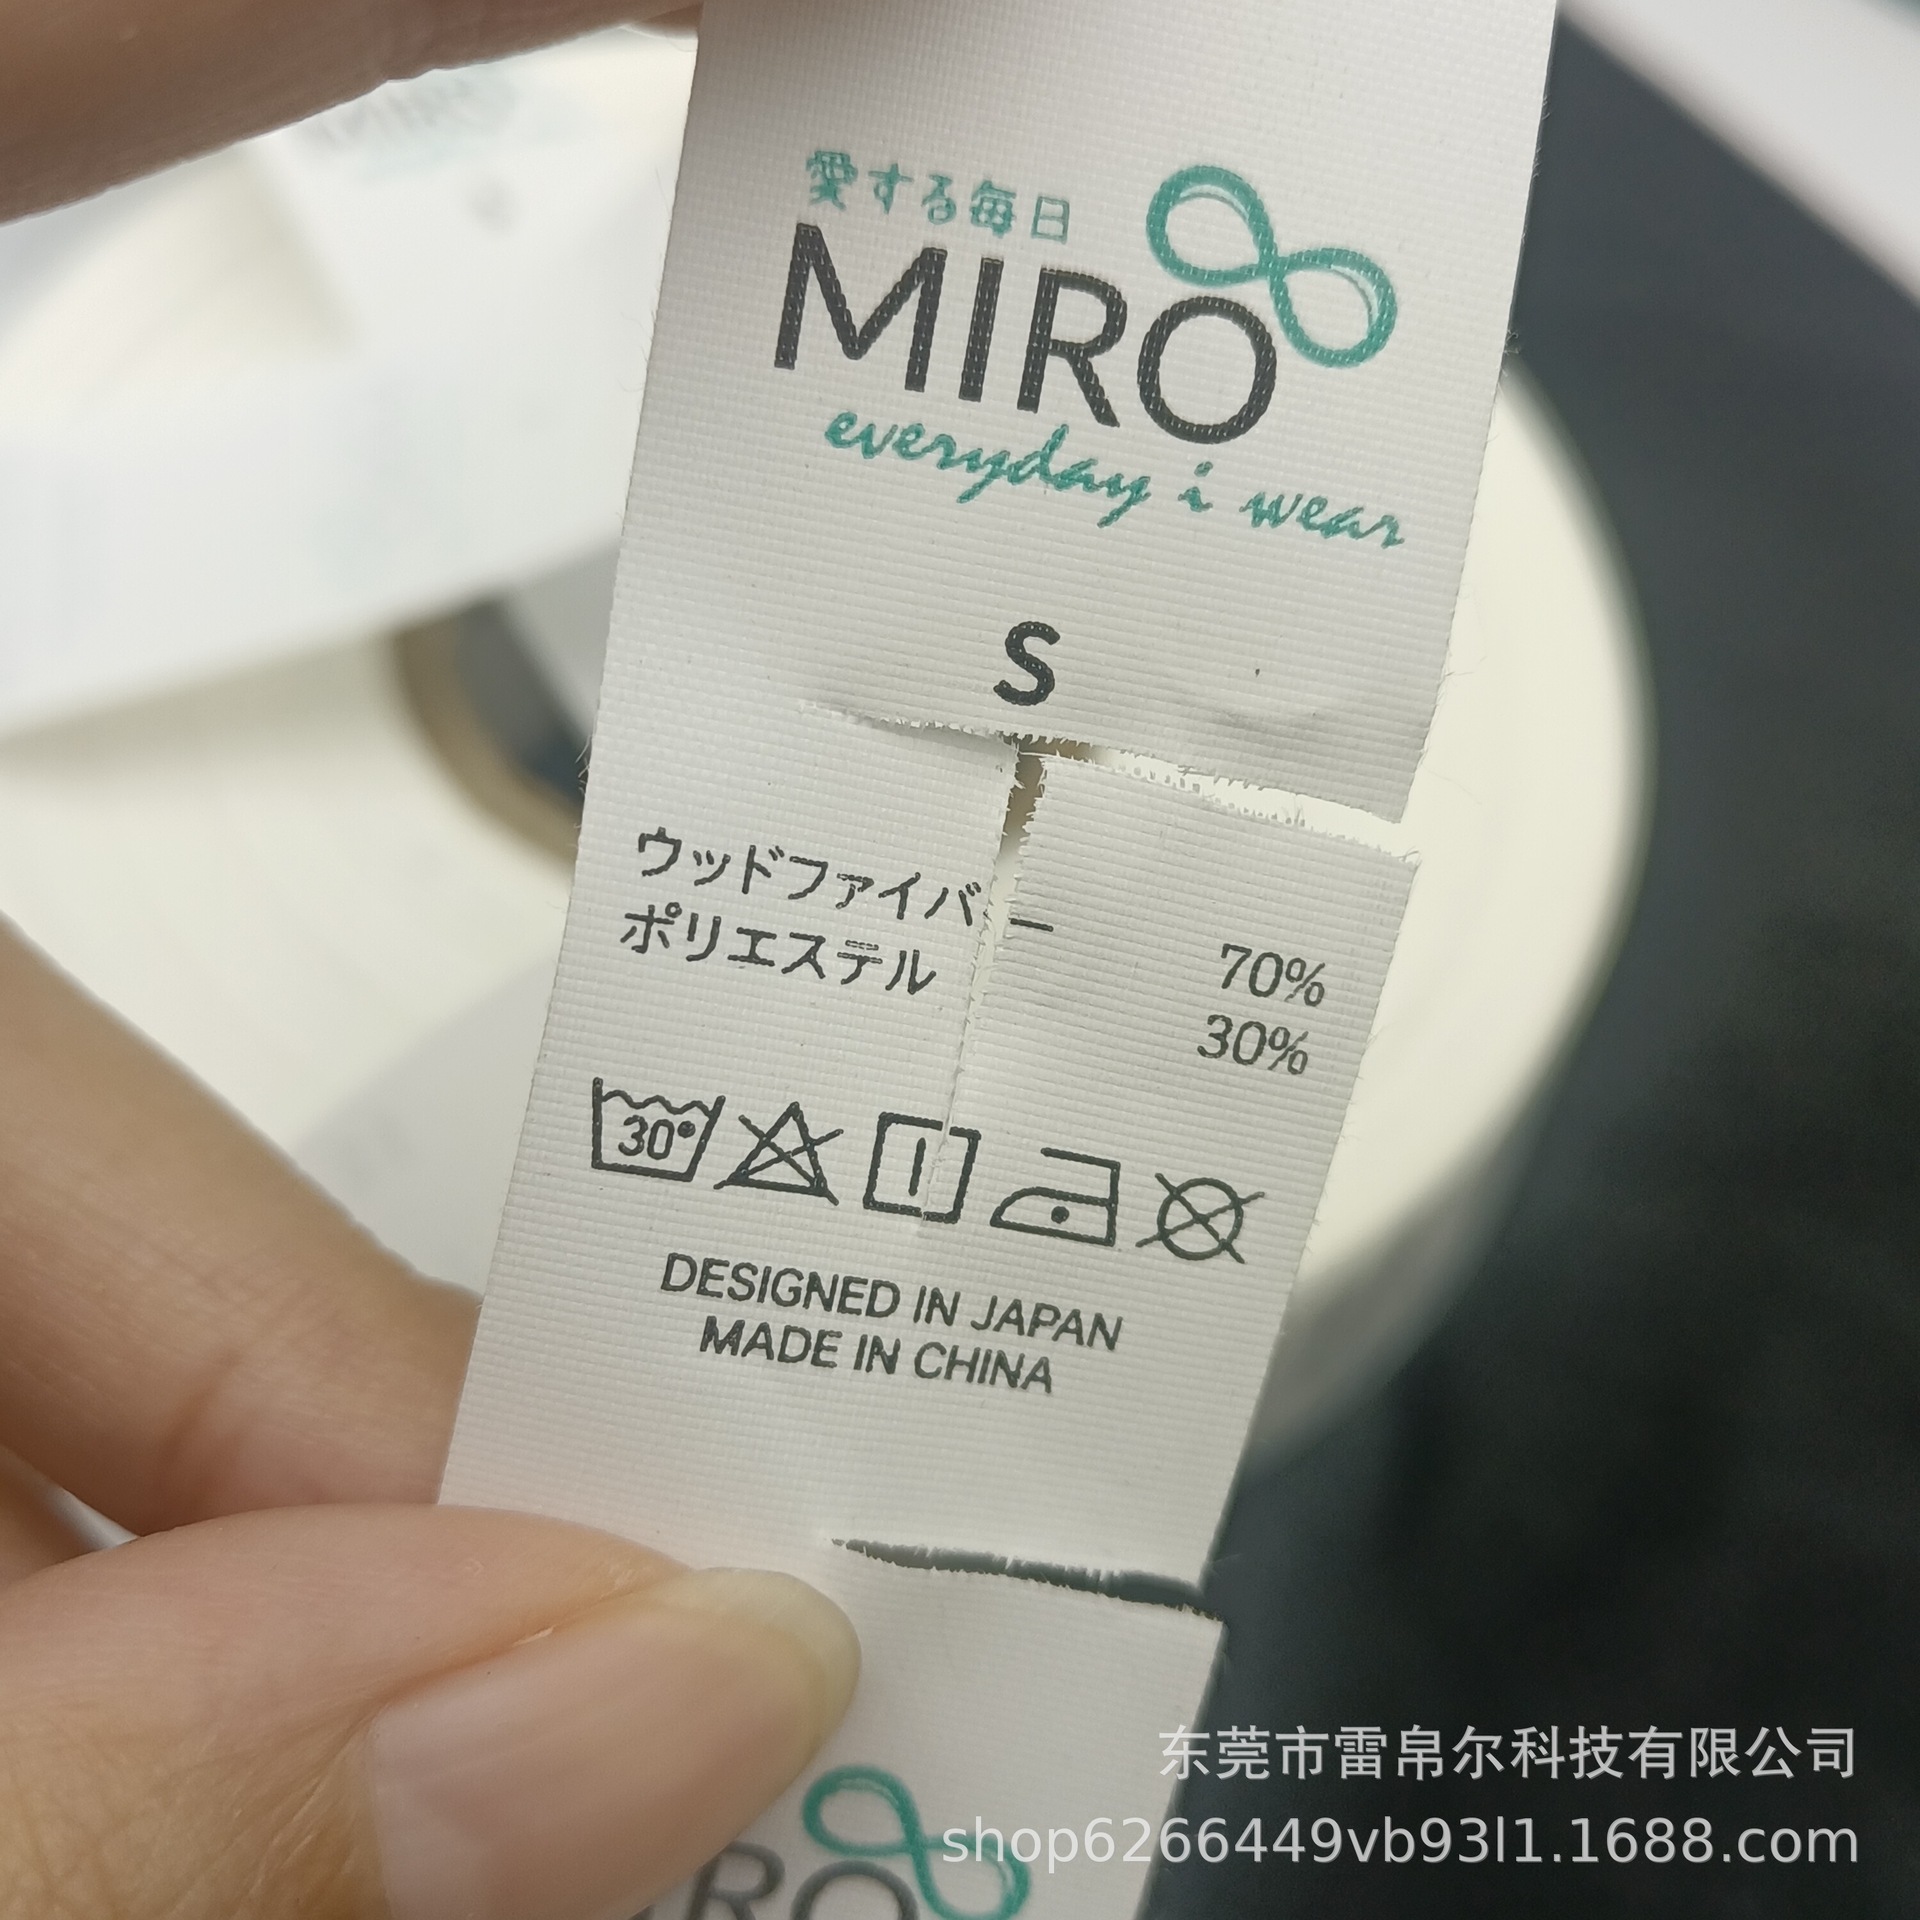 愛する毎日
MIRO
everyday i wear
S
ウッドファイバー 70%
ポリエステル 30%
30°
DESIGNED IN JAPAN
MADE IN CHINA
RO
东莞市雷帛尔科技有限公司
shop6266449vb93l1.1688.com